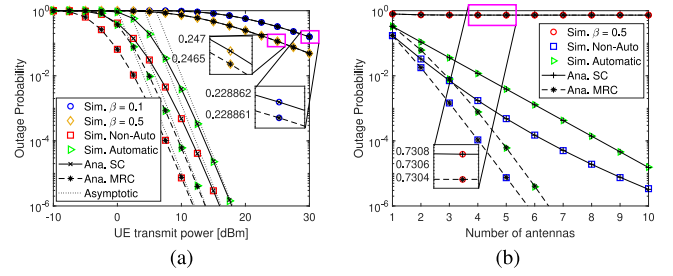 10^0
10^-2
10^-4
10^-6
Outage Probability
0.247
0.2465
0.228862
0.228861
Sim. β = 0.1
Sim. β = 0.5
Sim. Non-Auto
Sim. Automatic
Ana. SC
Ana. MRC
Asymptotic
-10 0 10 20 30
UE transmit power [dBm]
(a)
10^0
10^-2
10^-4
10^-6
Outage Probability
Sim. β = 0.5
Sim. Non-Auto
Sim. Automatic
Ana. SC
Ana. MRC
0.7308
0.7306
0.7304
1 2 3 4 5 6 7 8 9 10
Number of antennas
(b)